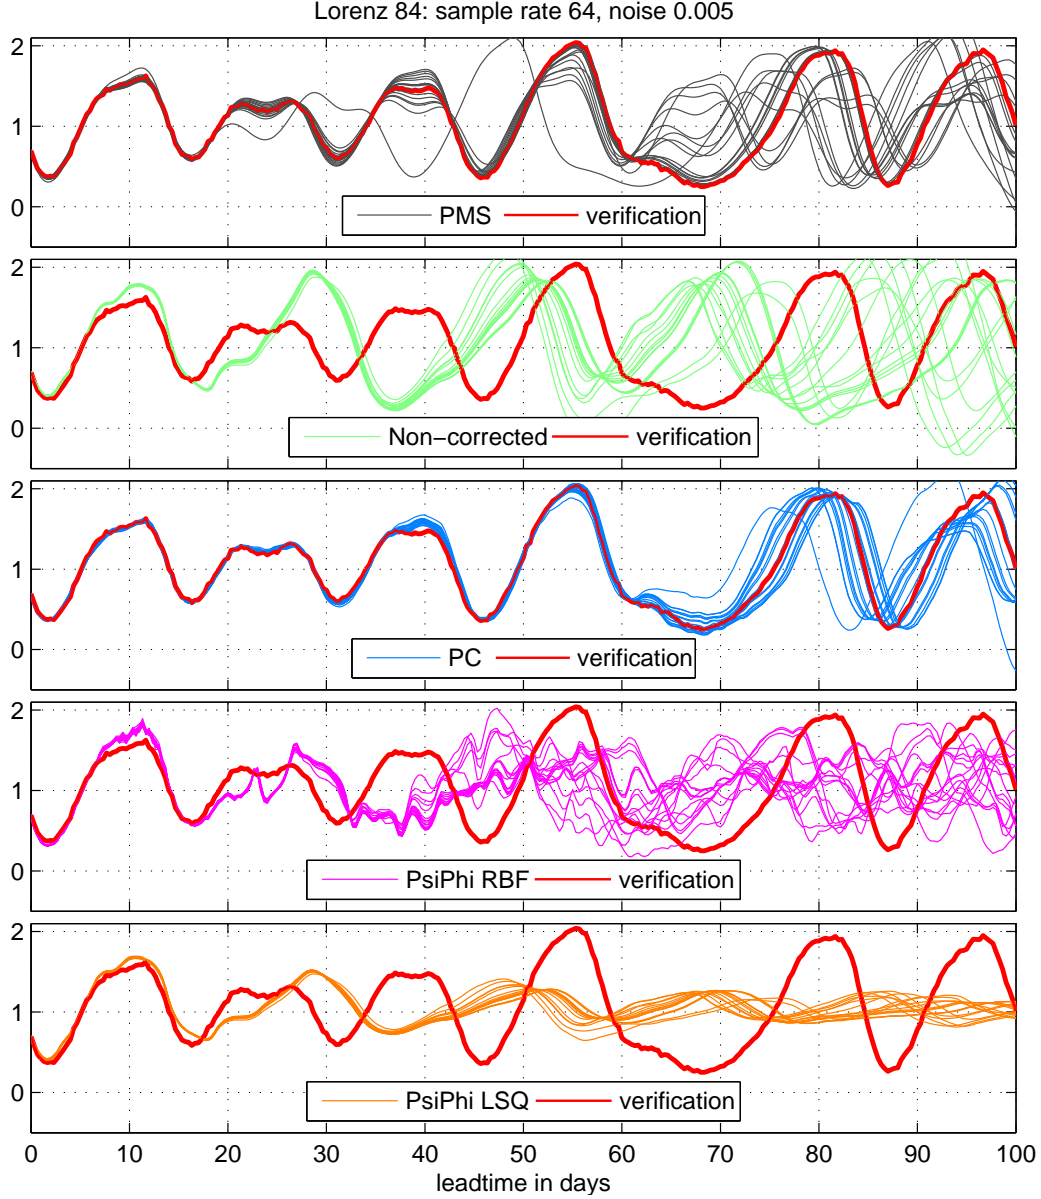 Lorenz 84: sample rate 64, noise 0.005
2
1
0
PMS verification
2
1
0
Non−corrected verification
2
1
0
PC verification
2
1
0
PsiPhi RBF verification
2
1
0
PsiPhi LSQ verification
0 10 20 30 40 50 60 70 80 90 100
leadtime in days